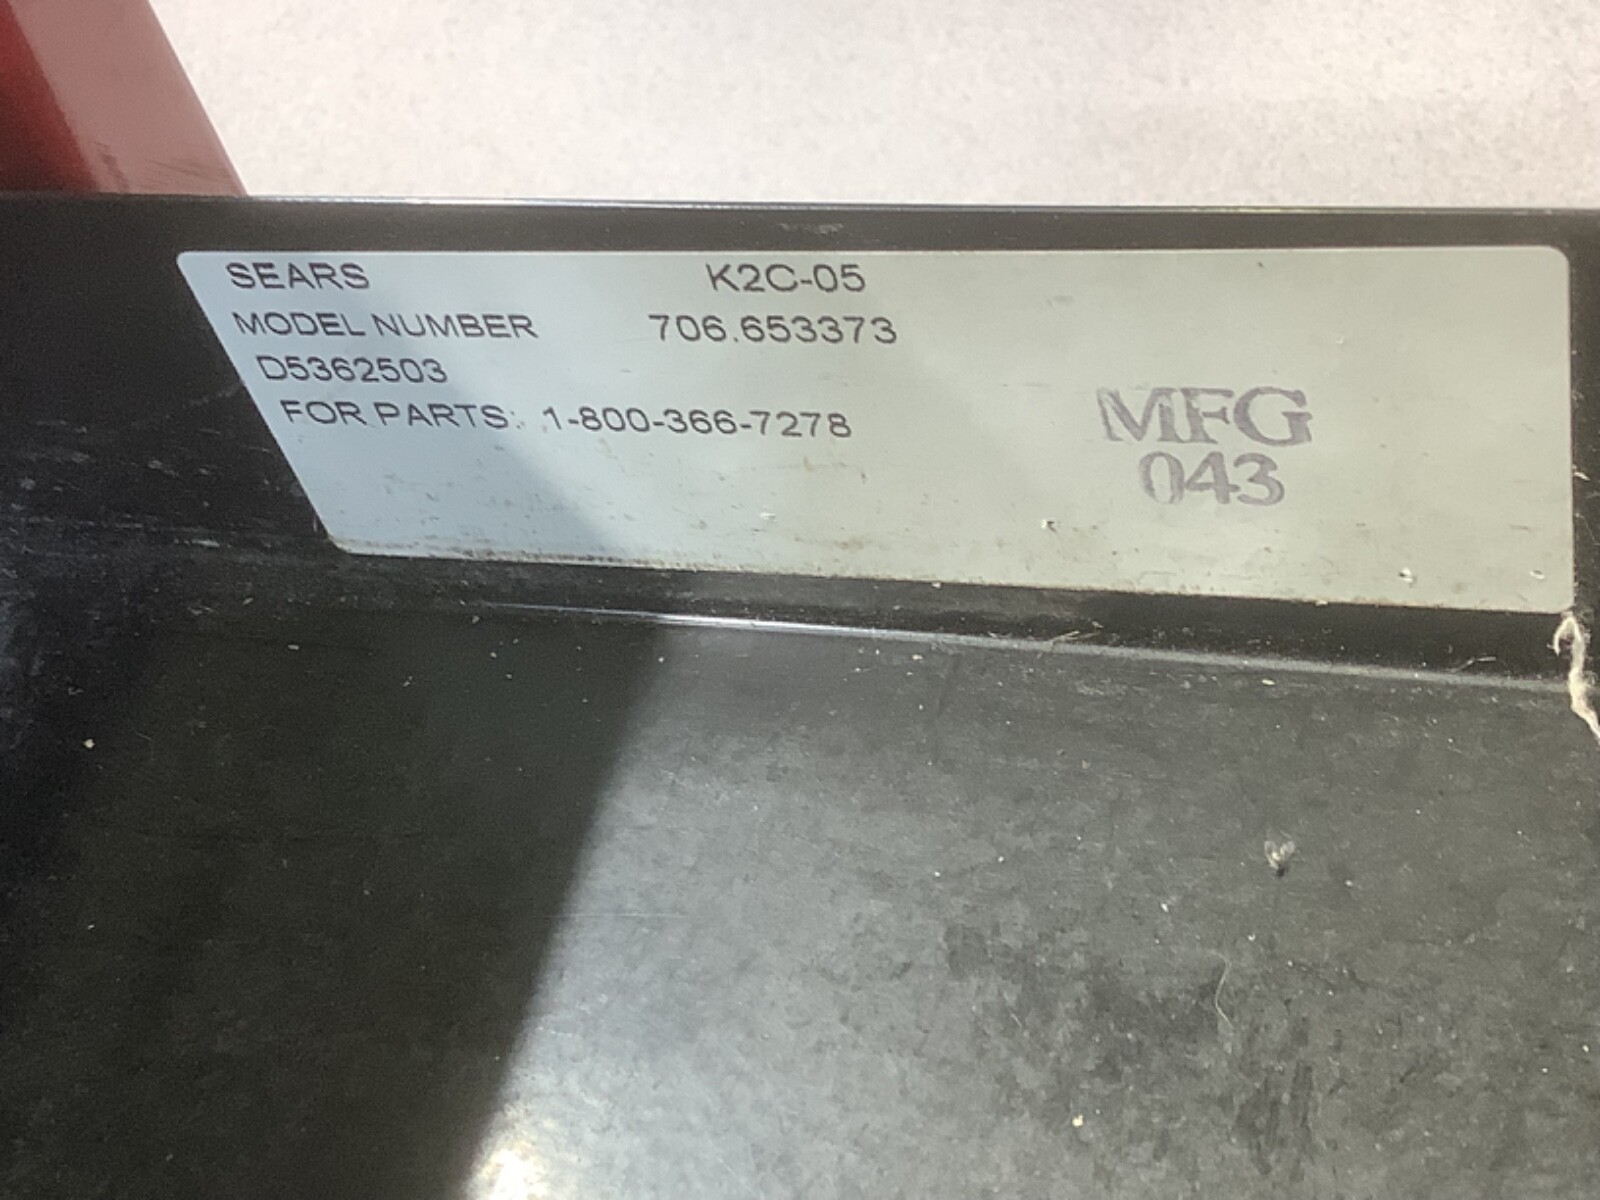 SEARS K2C-05
MODEL NUMBER 706.653373
D5362503
FOR PARTS: 1-800-366-7278
MFG
043